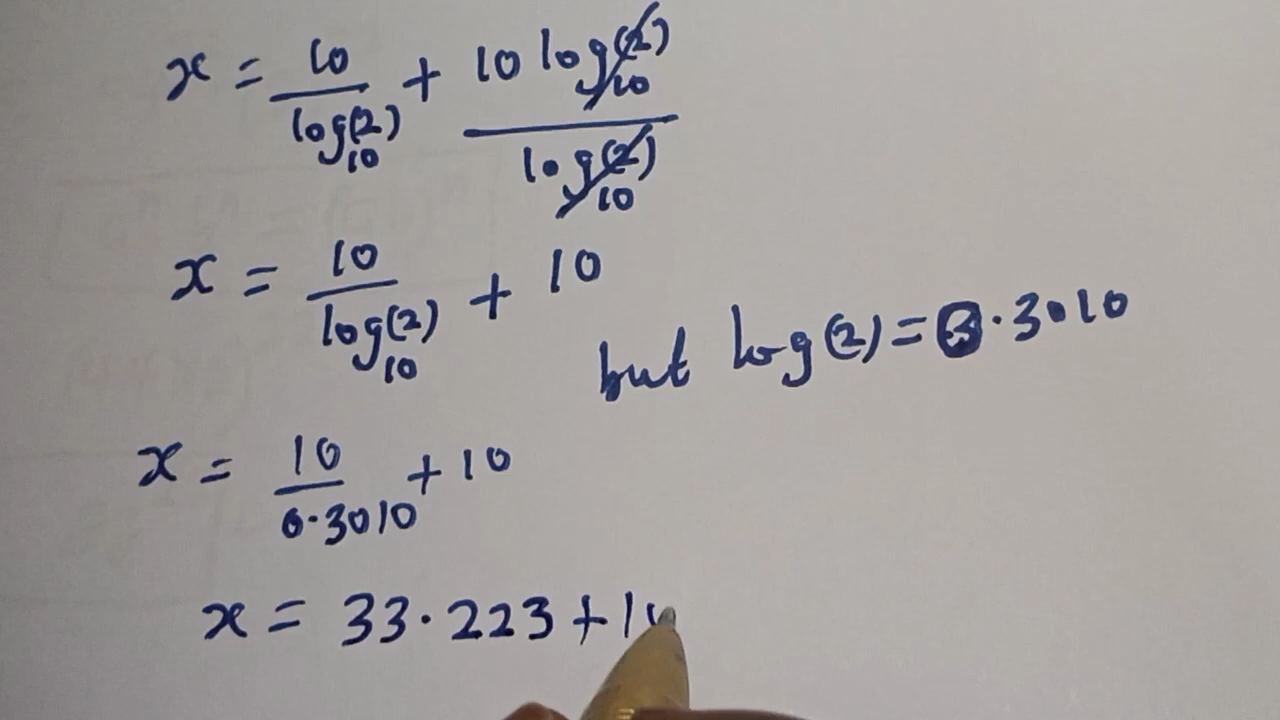 x = 10/log₁₀(2) + 10 log₁₀(2)/log₁₀(2)
x = 10/log₁₀(2) + 10
but log(2) = 0.3010
x = 10/0.3010 + 10
x = 33.223 + 10